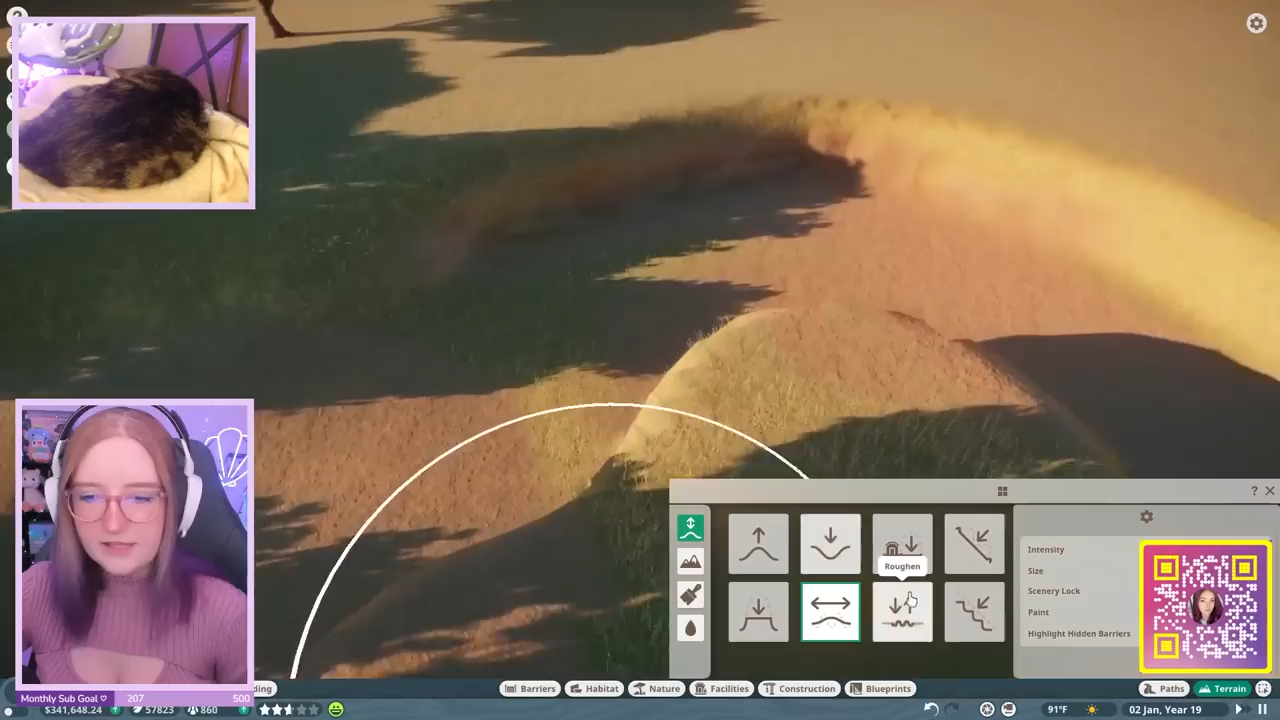 ?
Roughen
? ×
Intensity
Size
Scenery Lock
Paint
Highlight Hidden Barriers
Monthly Sub Goal ♡ 207 500
ding
Barriers
Habitat
Nature
Facilities
Construction
Blueprints
Paths
Terrain
$341,648.24
57823
860
91°F
02 Jan, Year 19